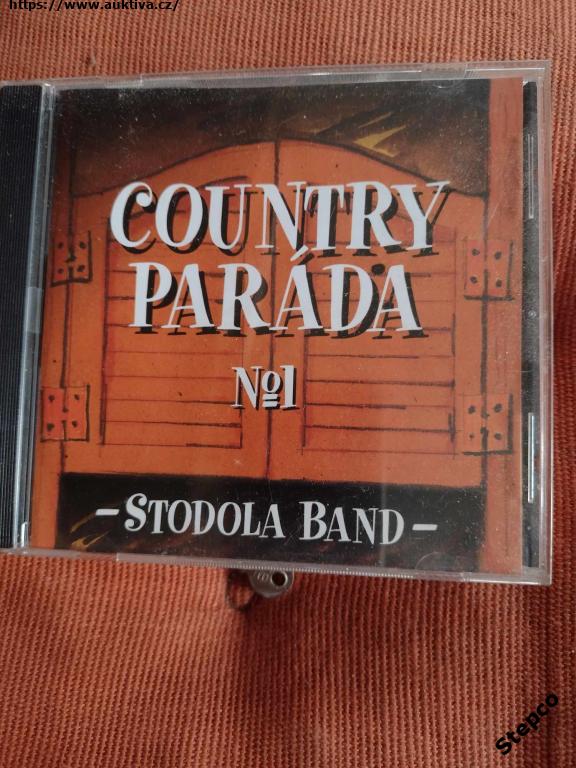 https://www.auktiva.cz/
COUNTRY
PARÁDA
Nº1
- STODOLA BAND -
Stepco